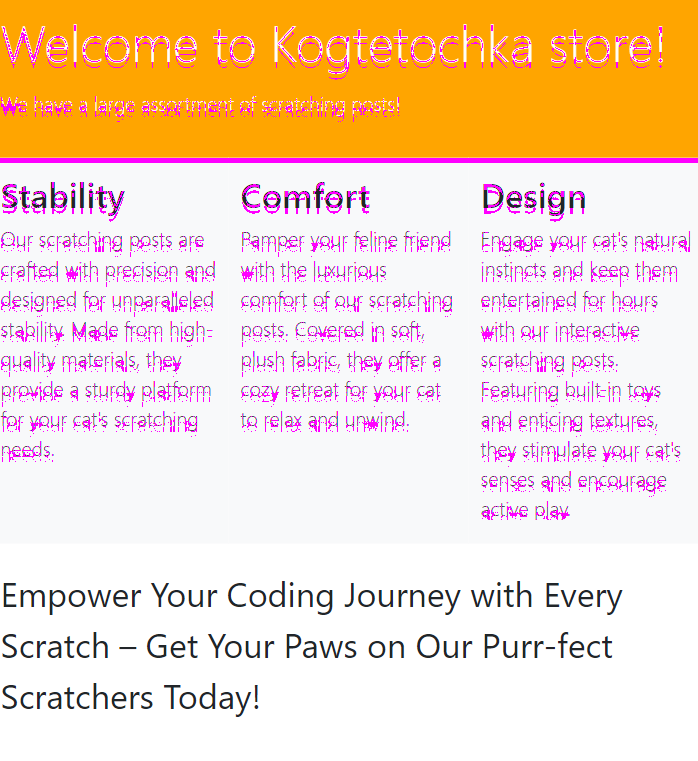 Welcome to Kogtetochka store!
We have a large assortment of scratching posts!
Stability
Our scratching posts are
crafted with precision and
designed for unparalleled
stability. Made from high-
quality materials, they
provide a sturdy platform
for your cat's scratching
needs.
Comfort
Pamper your feline friend
with the luxurious
comfort of our scratching
posts. Covered in soft,
plush fabric, they offer a
cozy retreat for your cat
to relax and unwind.
Design
Engage your cat's natural
instincts and keep them
entertained for hours
with our interactive
scratching posts.
Featuring built-in toys
and enticing textures,
they stimulate your cat's
senses and encourage
active play.
Empower Your Coding Journey with Every
Scratch – Get Your Paws on Our Purr-fect
Scratchers Today!